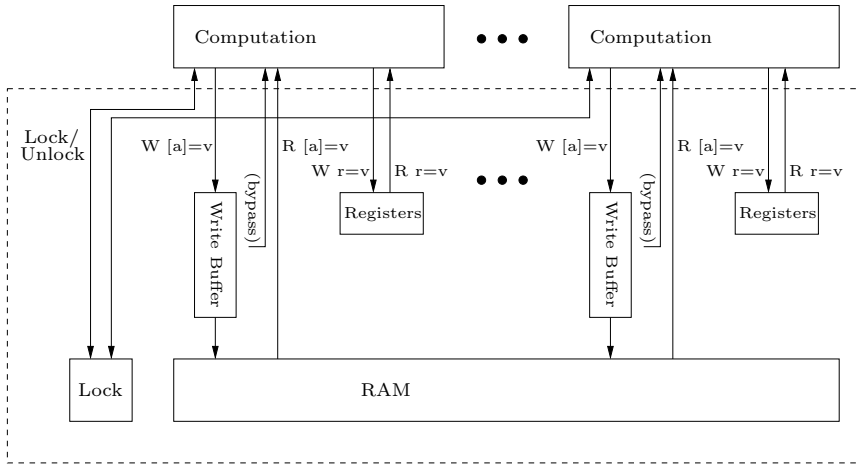 Computation
Computation
Lock/
Unlock
W [a]=v
R [a]=v
W r=v
R r=v
W [a]=v
R [a]=v
W r=v
R r=v
(bypass)
Registers
(bypass)
Registers
Write Buffer
Write Buffer
Lock
RAM